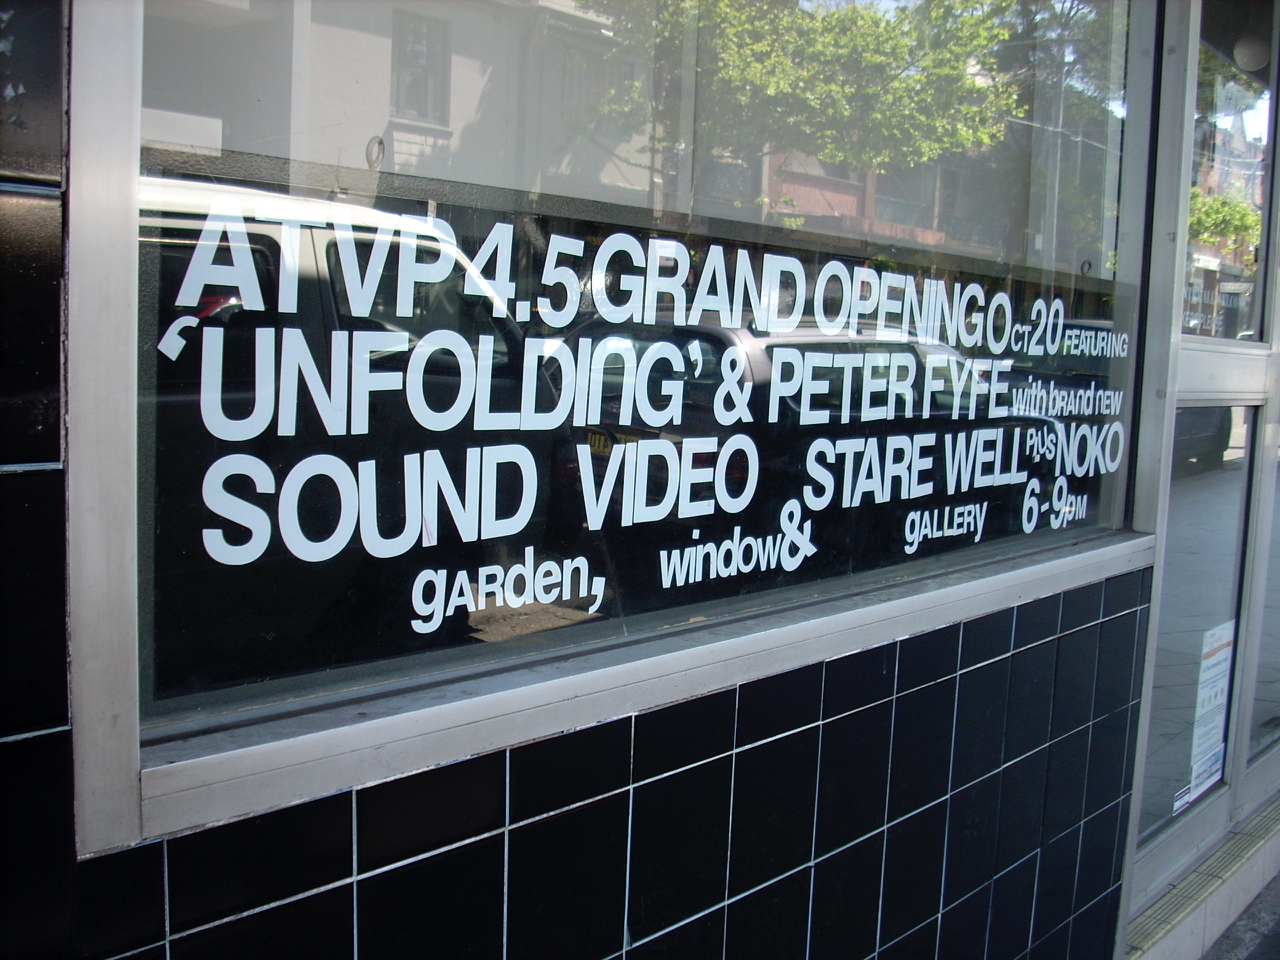 ATVP 4.5 GRAND OPENING OCT 20 FEATURING
'UNFOLDInG' & PETER FYFE with bRAnd nEW
SOUND VIDEO STARE WELL PlUS NOKO
gARden, window & gALLERy 6-9pM